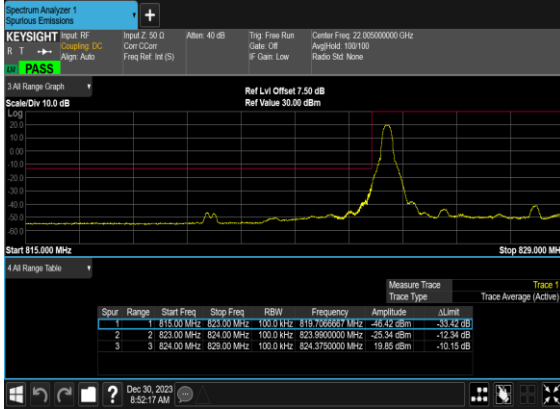 Spectrum Analyzer 1
Spurious Emissions
+
KEYSIGHT Input: RF Input Z: 50 Ω Atten: 40 dB Trig: Free Run Center Freq: 22.005000000 GHz
R T Coupling: DC Corr CCorr Gate: Off Avg|Hold: 100/100
Align: Auto Freq Ref: Int (S) IF Gain: Low Radio Std: None
PASS
3 All Range Graph
Ref Lvl Offset 7.50 dB
Scale/Div 10.0 dB Ref Value 30.00 dBm
Log
20.0
10.0
0.00
-10.0
-20.0
-30.0
-40.0
-50.0
-60.0
Start 815.000 MHz Stop 829.000 MH
4 All Range Table
Measure Trace Trace 1
Trace Type Trace Average (Active)
Spur Range Start Freq Stop Freq RBW Frequency Amplitude ΔLimit
1 1 815.00 MHz 823.00 MHz 100.0 kHz 819.7066667 MHz -46.42 dBm -33.42 dB
2 2 823.00 MHz 824.00 MHz 100.0 kHz 823.9900000 MHz -25.34 dBm -12.34 dB
3 3 824.00 MHz 829.00 MHz 100.0 kHz 824.3750000 MHz 19.85 dBm -10.15 dB
? Dec 30, 2023
8:52:17 AM